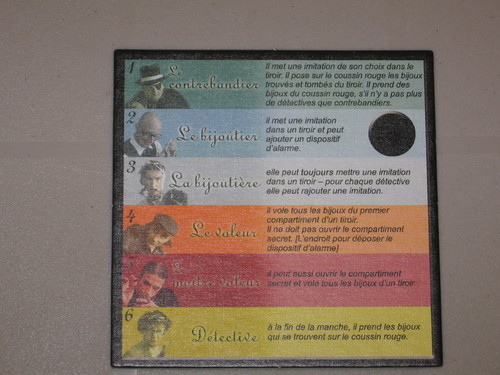 1
Le
contrebandier
Il met une imitation de son choix dans le
tiroir. Il pose sur le coussin rouge les bijoux
trouvés et tombés du tiroir. Il prend des
bijoux du coussin rouge, s'il n'y a pas plus
de détectives que contrebandiers.
2
Le bijoutier
il met une imitation
dans un tiroir et peut
ajouter un dispositif
d'alarme.
3
La bijoutière
elle peut toujours mettre une imitation
dans un tiroir – pour chaque détective
elle peut rajouter une imitation.
4
Le voleur
il vole tous les bijoux du premier
compartiment d'un tiroir.
Il ne doit pas ouvrir le compartiment
secret. [L'endroit pour déposer le
dispositif d'alarme]
5
Le
maître voleur
il peut aussi ouvrir le compartiment
secret et vole tous les bijoux d'un tiroir.
6
Détective
à la fin de la manche, il prend les bijoux
qui se trouvent sur le coussin rouge.